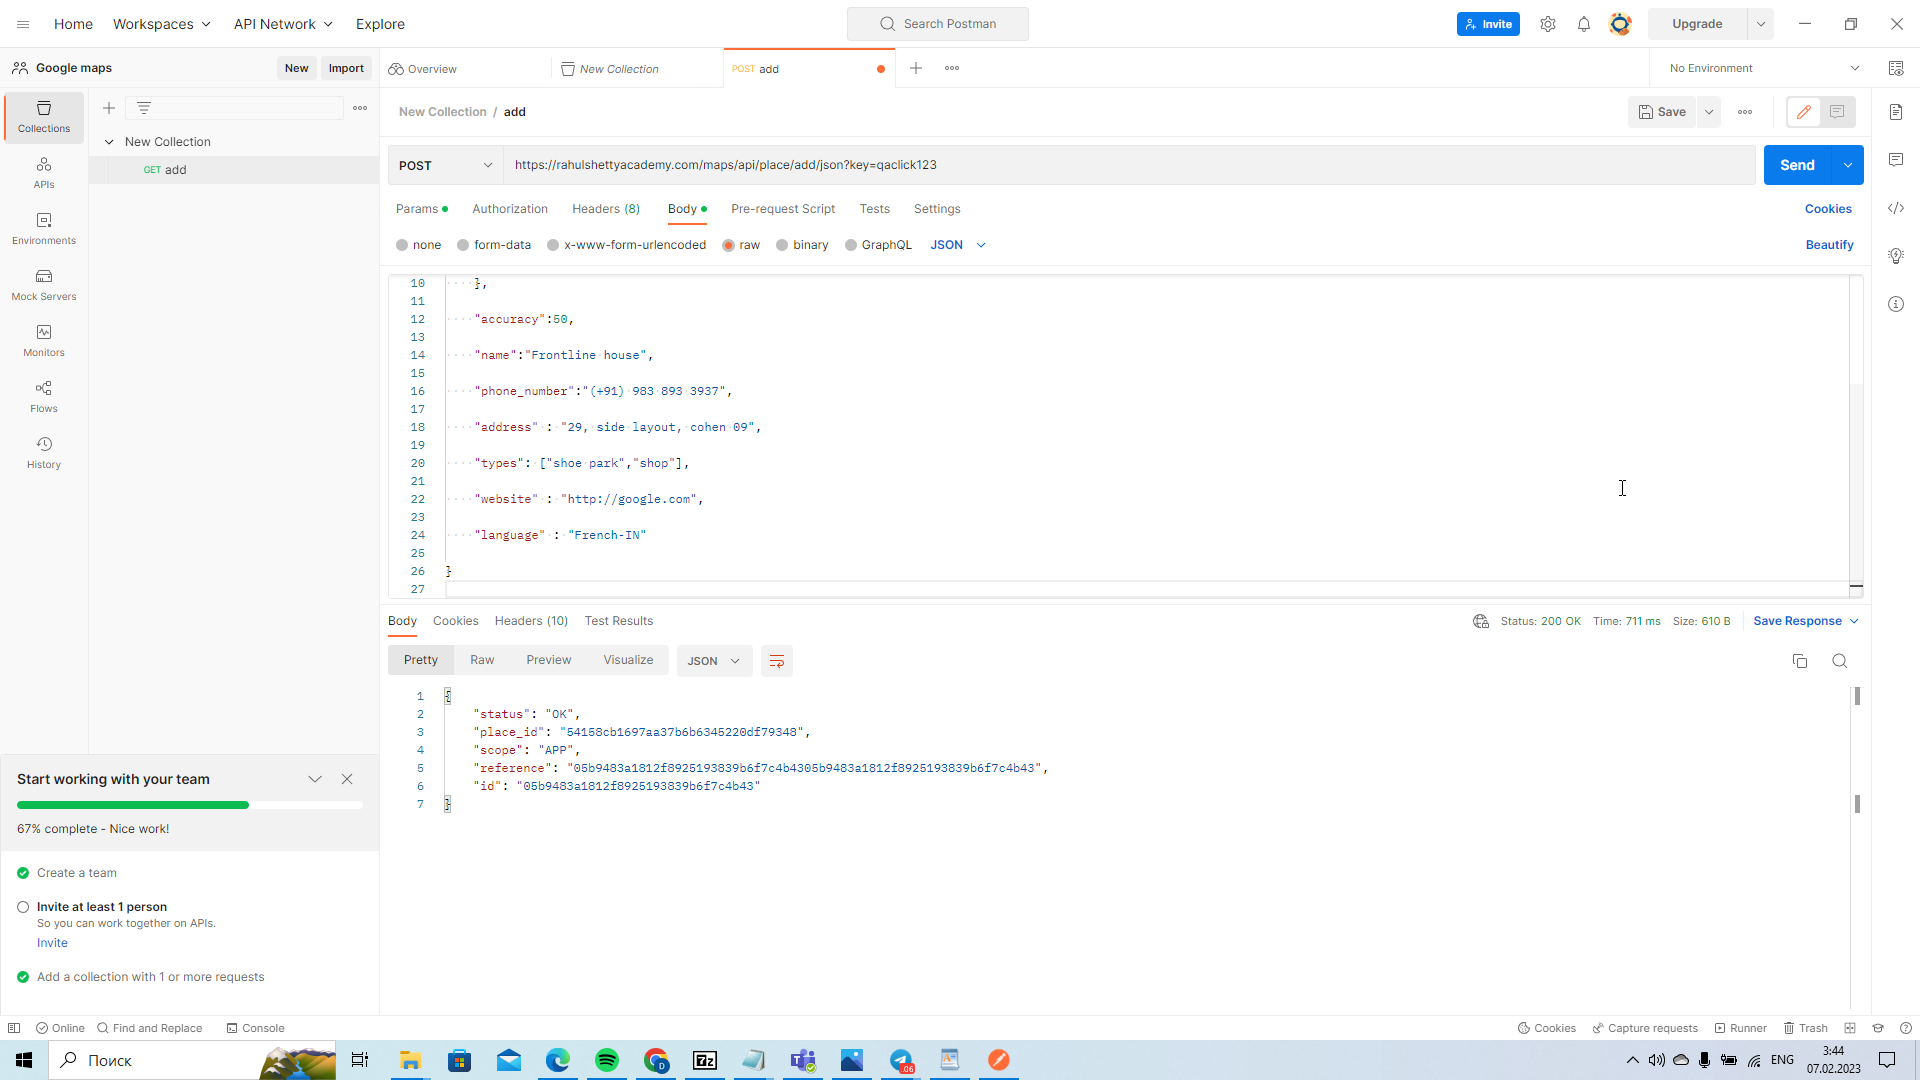 Home
Workspaces
API Network
Explore
Search Postman
Invite
Upgrade
Google maps
New
Import
Overview
New Collection
POST add
No Environment
Collections
APIs
Environments
Mock Servers
Monitors
Flows
History
New Collection
GET add
New Collection / add
Save
POST
https://rahulshettyacademy.com/maps/api/place/add/json?key=qaclick123
Send
Params
Authorization
Headers (8)
Body
Pre-request Script
Tests
Settings
Cookies
none
form-data
x-www-form-urlencoded
raw
binary
GraphQL
JSON
Beautify
10 },
11
12 "accuracy":50,
13
14 "name":"Frontline house",
15
16 "phone_number":"(+91) 983 893 3937",
17
18 "address" : "29, side layout, cohen 09",
19
20 "types": ["shoe park","shop"],
21
22 "website" : "http://google.com",
23
24 "language" : "French-IN"
25
26 }
27
Body
Cookies
Headers (10)
Test Results
Status: 200 OK
Time: 711 ms
Size: 610 B
Save Response
Pretty
Raw
Preview
Visualize
JSON
1 {
2 "status": "OK",
3 "place_id": "54158cb1697aa37b6b6345220df79348",
4 "scope": "APP",
5 "reference": "05b9483a1812f8925193839b6f7c4b4305b9483a1812f8925193839b6f7c4b43",
6 "id": "05b9483a1812f8925193839b6f7c4b43"
7 }
Start working with your team
67% complete - Nice work!
Create a team
Invite at least 1 person
So you can work together on APIs.
Invite
Add a collection with 1 or more requests
Online
Find and Replace
Console
Cookies
Capture requests
Runner
Trash
Поиск
7z
D
.06
ENG
3:44
07.02.2023